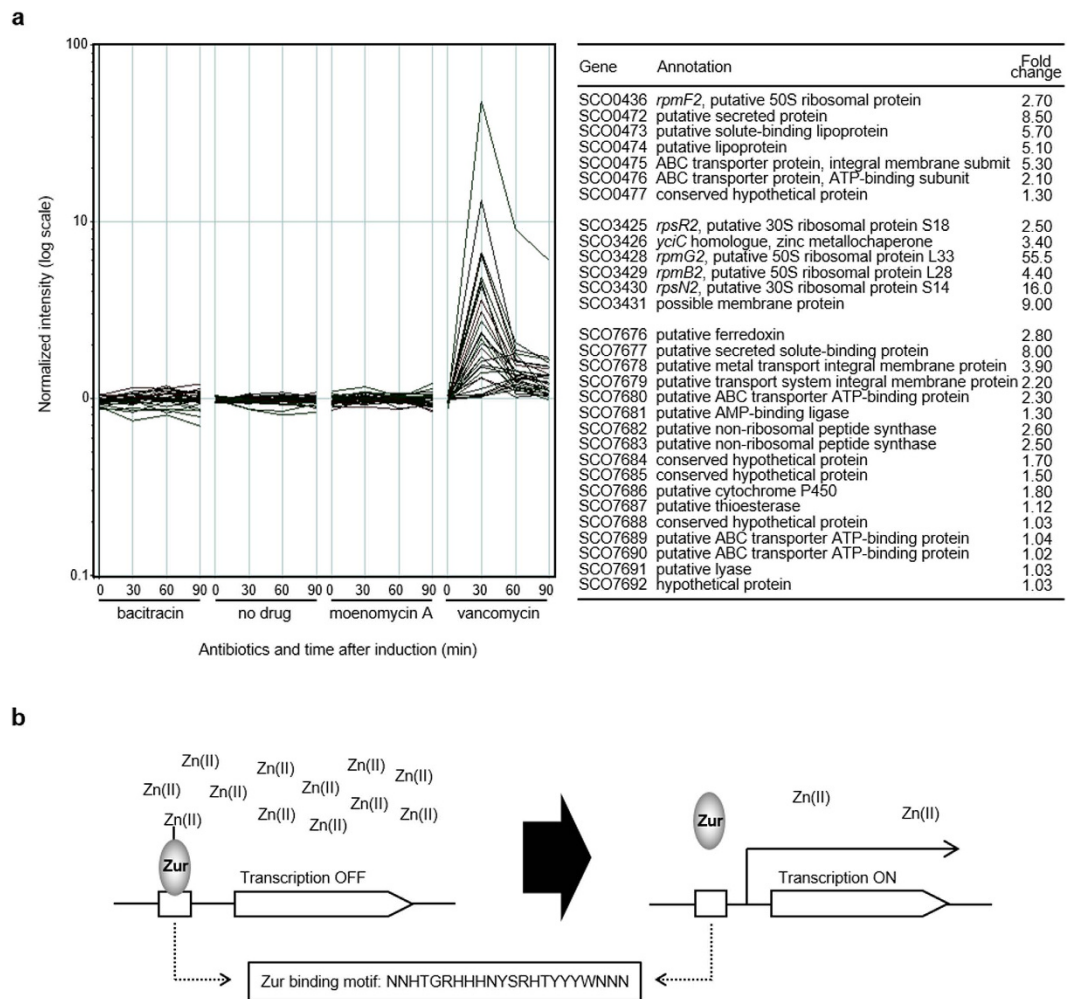 a
100
10
0
0.1
Normalized intensity (log scale)
0 30 60 90 0 30 60 90 0 30 60 90 0 30 60 90
bacitracin no drug moenomycin A vancomycin
Antibiotics and time after induction (min)
Gene Annotation Fold change
SCO0436 rpmF2, putative 50S ribosomal protein 2.70
SCO0472 putative secreted protein 8.50
SCO0473 putative solute-binding lipoprotein 5.70
SCO0474 putative lipoprotein 5.10
SCO0475 ABC transporter protein, integral membrane submit 5.30
SCO0476 ABC transporter protein, ATP-binding subunit 2.10
SCO0477 conserved hypothetical protein 1.30
SCO3425 rpsR2, putative 30S ribosomal protein S18 2.50
SCO3426 yciC homologue, zinc metallochaperone 3.40
SCO3428 rpmG2, putative 50S ribosomal protein L33 55.5
SCO3429 rpmB2, putative 50S ribosomal protein L28 4.40
SCO3430 rpsN2, putative 30S ribosomal protein S14 16.0
SCO3431 possible membrane protein 9.00
SCO7676 putative ferredoxin 2.80
SCO7677 putative secreted solute-binding protein 8.00
SCO7678 putative metal transport integral membrane protein 3.90
SCO7679 putative transport system integral membrane protein 2.20
SCO7680 putative ABC transporter ATP-binding protein 2.30
SCO7681 putative AMP-binding ligase 1.30
SCO7682 putative non-ribosomal peptide synthase 2.60
SCO7683 putative non-ribosomal peptide synthase 2.50
SCO7684 conserved hypothetical protein 1.70
SCO7685 conserved hypothetical protein 1.50
SCO7686 putative cytochrome P450 1.80
SCO7687 putative thioesterase 1.12
SCO7688 conserved hypothetical protein 1.03
SCO7689 putative ABC transporter ATP-binding protein 1.04
SCO7690 putative ABC transporter ATP-binding protein 1.02
SCO7691 putative lyase 1.03
SCO7692 hypothetical protein 1.03
b
Zn(II) Zn(II) Zn(II) Zn(II)
Zn(II) Zn(II) Zn(II) Zn(II)
Zn(II) Zn(II) Zn(II) Zn(II)
Zur
Transcription OFF
Zn(II)
Zn(II)
Zur
Transcription ON
Zur binding motif: NNHTGRHHHNYSRHTYYYWNNN